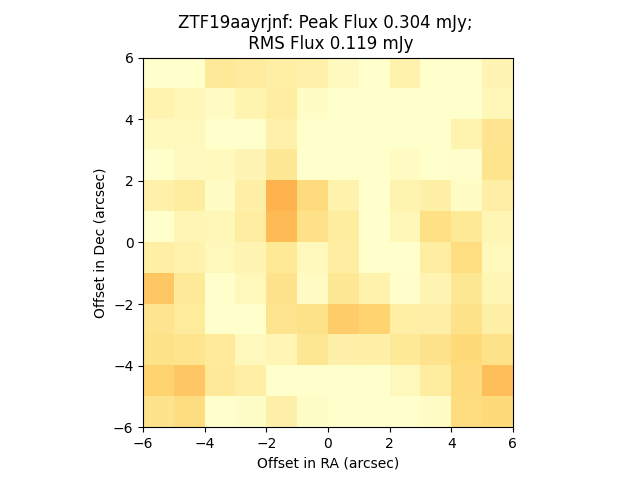 ZTF19aayrjnf: Peak Flux 0.304 mJy;
RMS Flux 0.119 mJy
6
4
2
0
−2
−4
−6
Offset in Dec (arcsec)
−6 −4 −2 0 2 4 6
Offset in RA (arcsec)